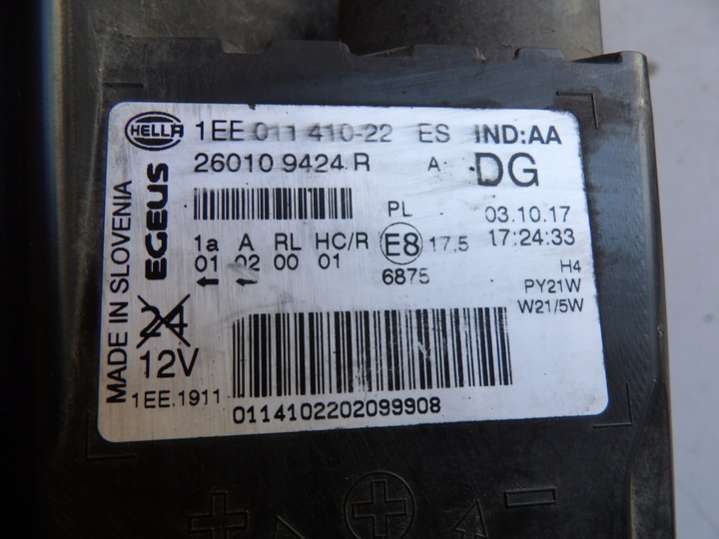 HELLA 1EE 011 410-22 ES IND:AA
260109424R A DG
PL 03.10.17
1a A RL HC/R E8 17.5 17:24:33
01 02 00 01 6875 H4
PY21W
W21/5W
MADE IN SLOVENIA
EGEUS
24
12V
1EE.1911
0114102202099908